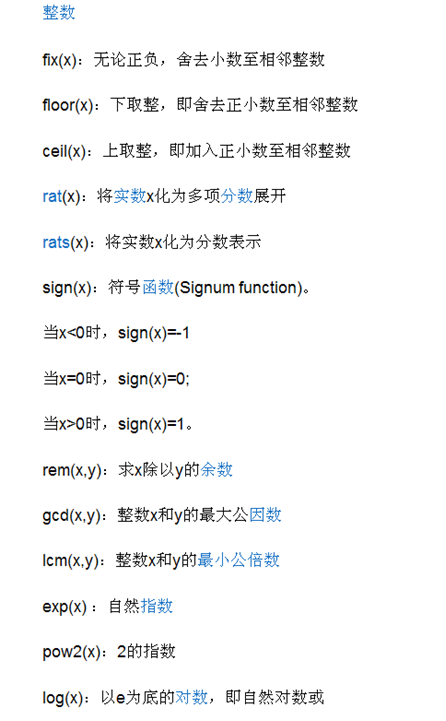 整数
fix(x)：无论正负，舍去小数至相邻整数
floor(x)：下取整，即舍去正小数至相邻整数
ceil(x)：上取整，即加入正小数至相邻整数
rat(x)：将实数x化为多项分数展开
rats(x)：将实数x化为分数表示
sign(x)：符号函数(Signum function)。
当x<0时，sign(x)=-1
当x=0时，sign(x)=0;
当x>0时，sign(x)=1。
rem(x,y)：求x除以y的余数
gcd(x,y)：整数x和y的最大公因数
lcm(x,y)：整数x和y的最小公倍数
exp(x) ：自然指数
pow2(x)：2的指数
log(x)：以e为底的对数，即自然对数或